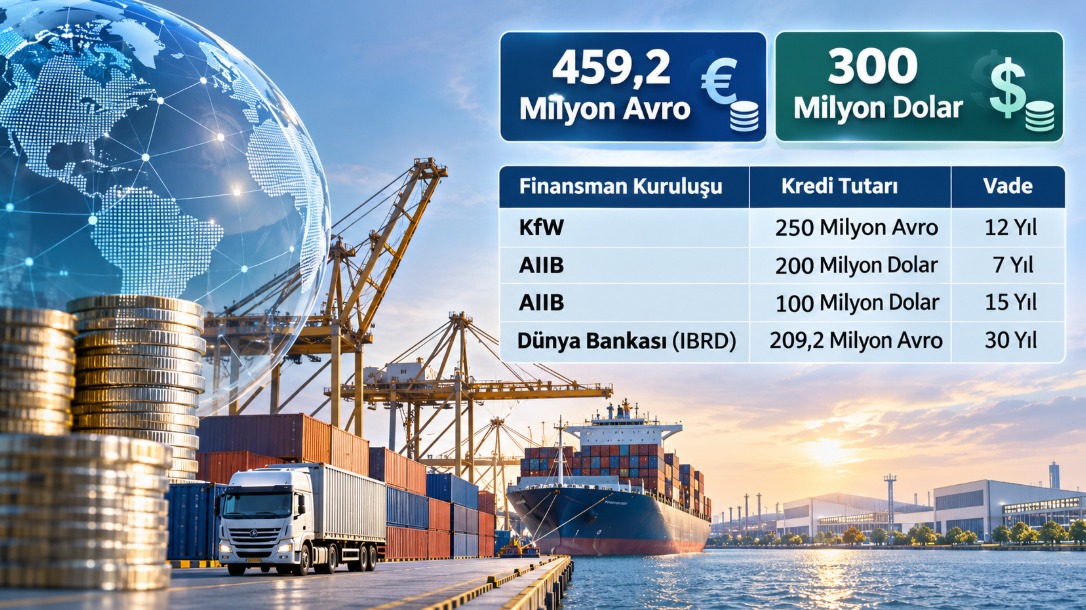 459,2
Milyon Avro
€
300
Milyon Dolar
$
Finansman Kuruluşu Kredi Tutarı Vade
KfW 250 Milyon Avro 12 Yıl
AIIB 200 Milyon Dolar 7 Yıl
AIIB 100 Milyon Dolar 15 Yıl
Dünya Bankası (IBRD) 209,2 Milyon Avro 30 Yıl